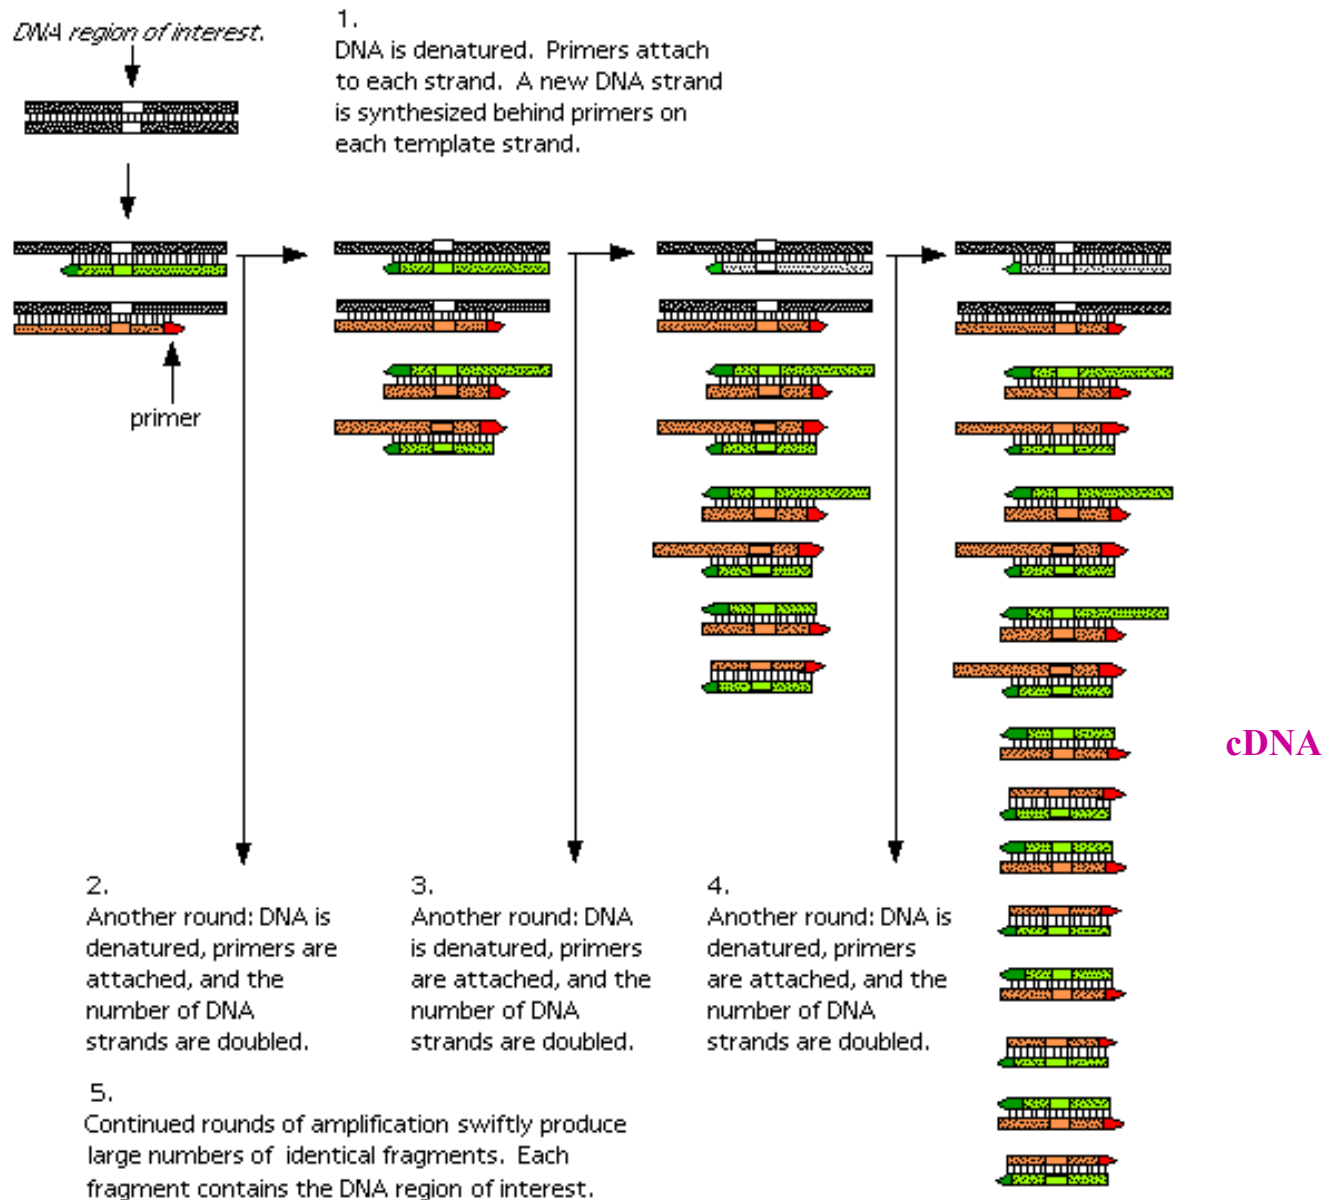 DNA region of interest.
1.
DNA is denatured. Primers attach
to each strand. A new DNA strand
is synthesized behind primers on
each template strand.
primer
cDNA
2.
Another round: DNA is
denatured, primers are
attached, and the
number of DNA
strands are doubled.
3.
Another round: DNA
is denatured, primers
are attached, and the
number of DNA
strands are doubled.
4.
Another round: DNA is
denatured, primers
are attached, and the
number of DNA
strands are doubled.
5.
Continued rounds of amplification swiftly produce
large numbers of identical fragments. Each
fragment contains the DNA region of interest.